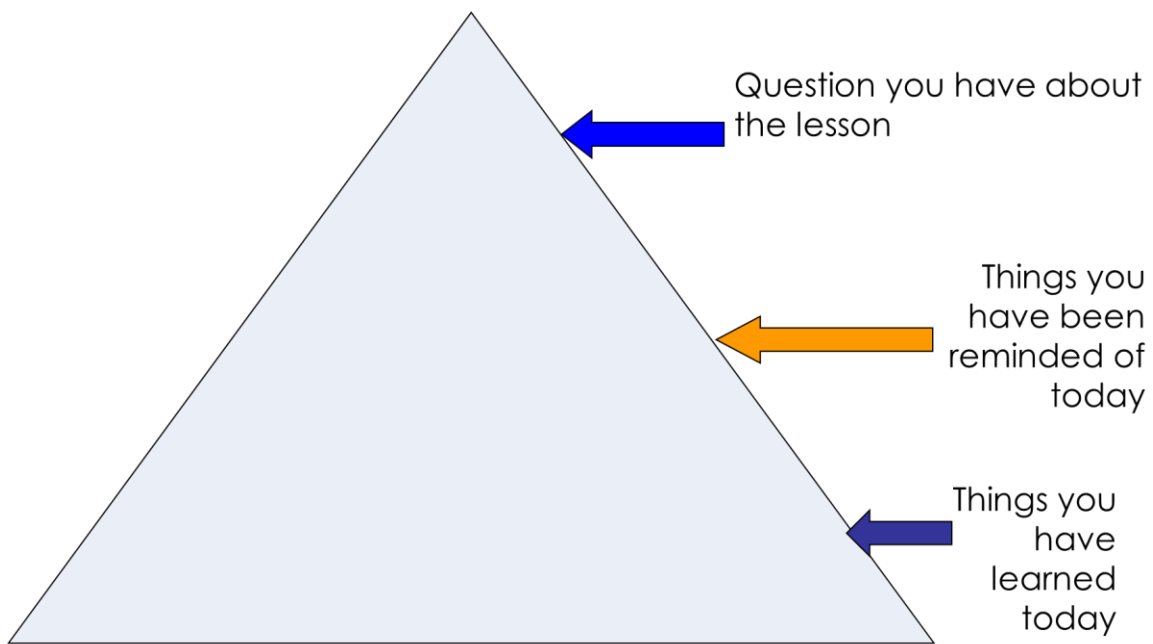 Question you have about
the lesson
Things you
have been
reminded of
today
Things you
have
learned
today